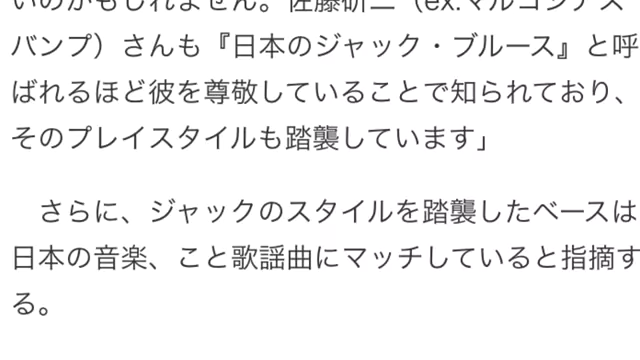 いのかもしれません。佐藤研二（ex.マルコシアス・
バンプ）さんも『日本のジャック・ブルース』と呼
ばれるほど彼を尊敬していることで知られており、
そのプレイスタイルも踏襲しています」
さらに、ジャックのスタイルを踏襲したベースは
日本の音楽、こと歌謡曲にマッチしていると指摘す
る。